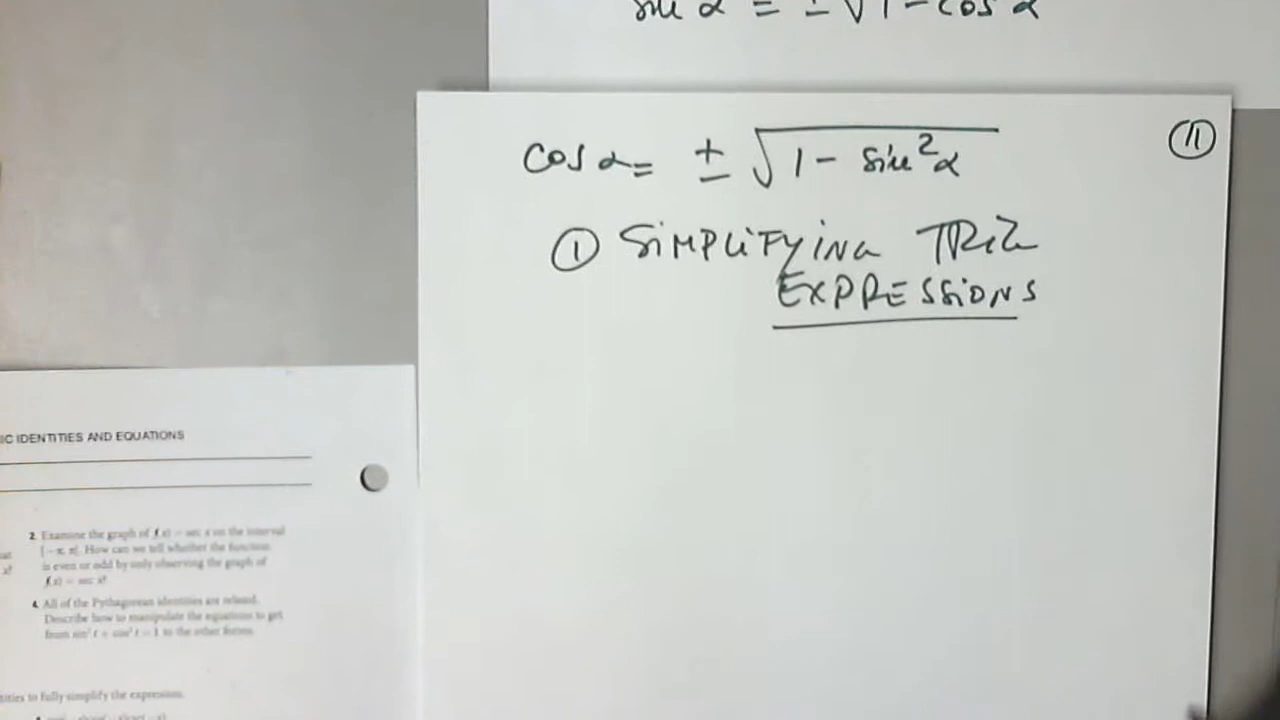 sin α = ± √1 - cos α
cos α = ± √1 - sin²α
11
① SIMPLIFYING TRIG
EXPRESSIONS
IC IDENTITIES AND EQUATIONS
2. Examine the graph of f(x) = sec x on the interval
[-π, π]. How can we tell whether the function
is even or odd by only observing the graph of
f(x) = sec x?
4. All of the Pythagorean identities are related.
Describe how to manipulate the equations to get
from sin² t + cos² t = 1 to the other forms.
tities to fully simplify the expression.